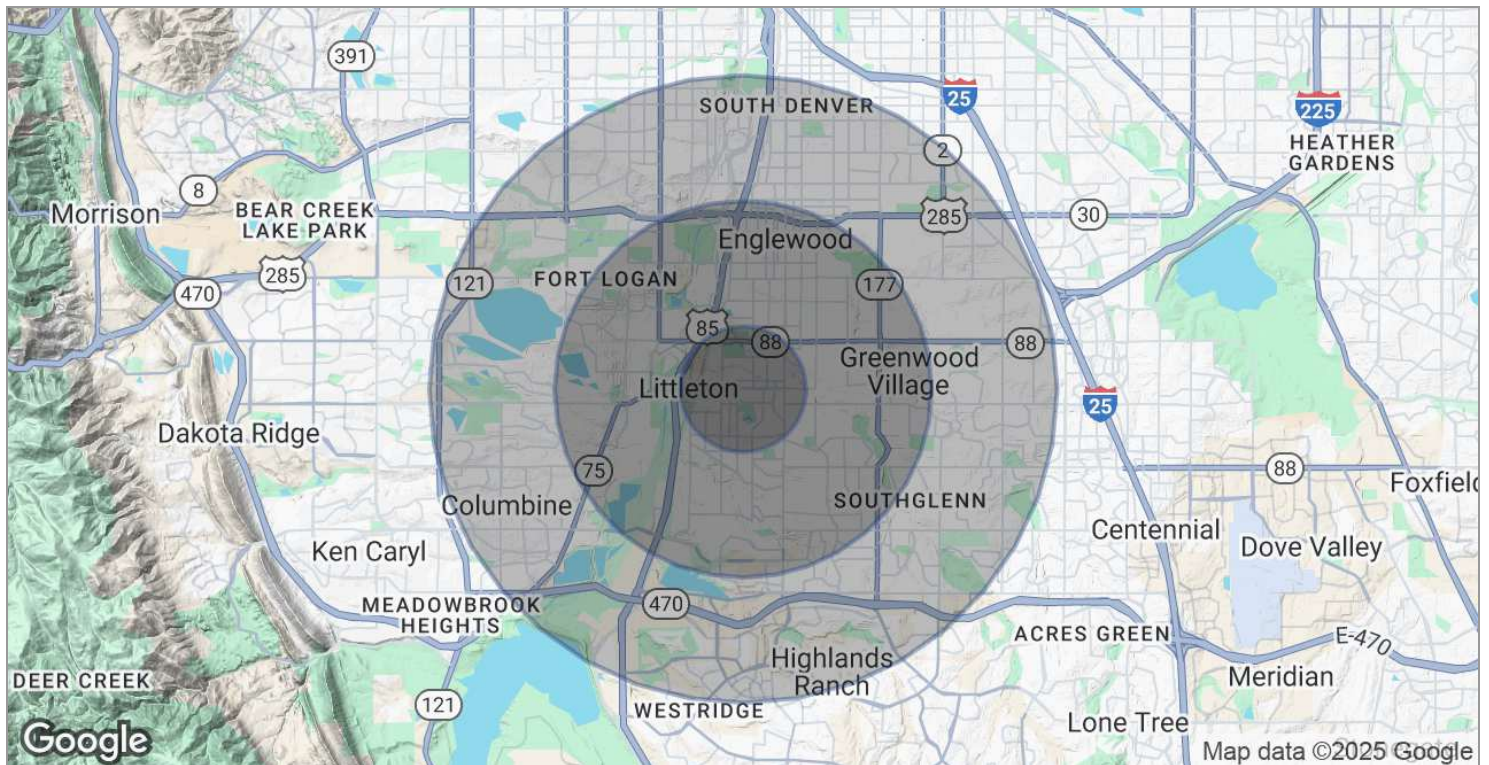 391
SOUTH DENVER
25
225
2
HEATHER
GARDENS
8
Morrison
BEAR CREEK
LAKE PARK
285
30
Englewood
285
FORT LOGAN
121
177
470
85
88
88
Greenwood
Village
Littleton
25
Dakota Ridge
75
88
Foxfield
Columbine
SOUTHGLENN
Centennial
Dove Valley
Ken Caryl
MEADOWBROOK
HEIGHTS
470
ACRES GREEN
E-470
Highlands
Ranch
Meridian
DEER CREEK
121
WESTRIDGE
Lone Tree
Google
Map data ©2025 Google